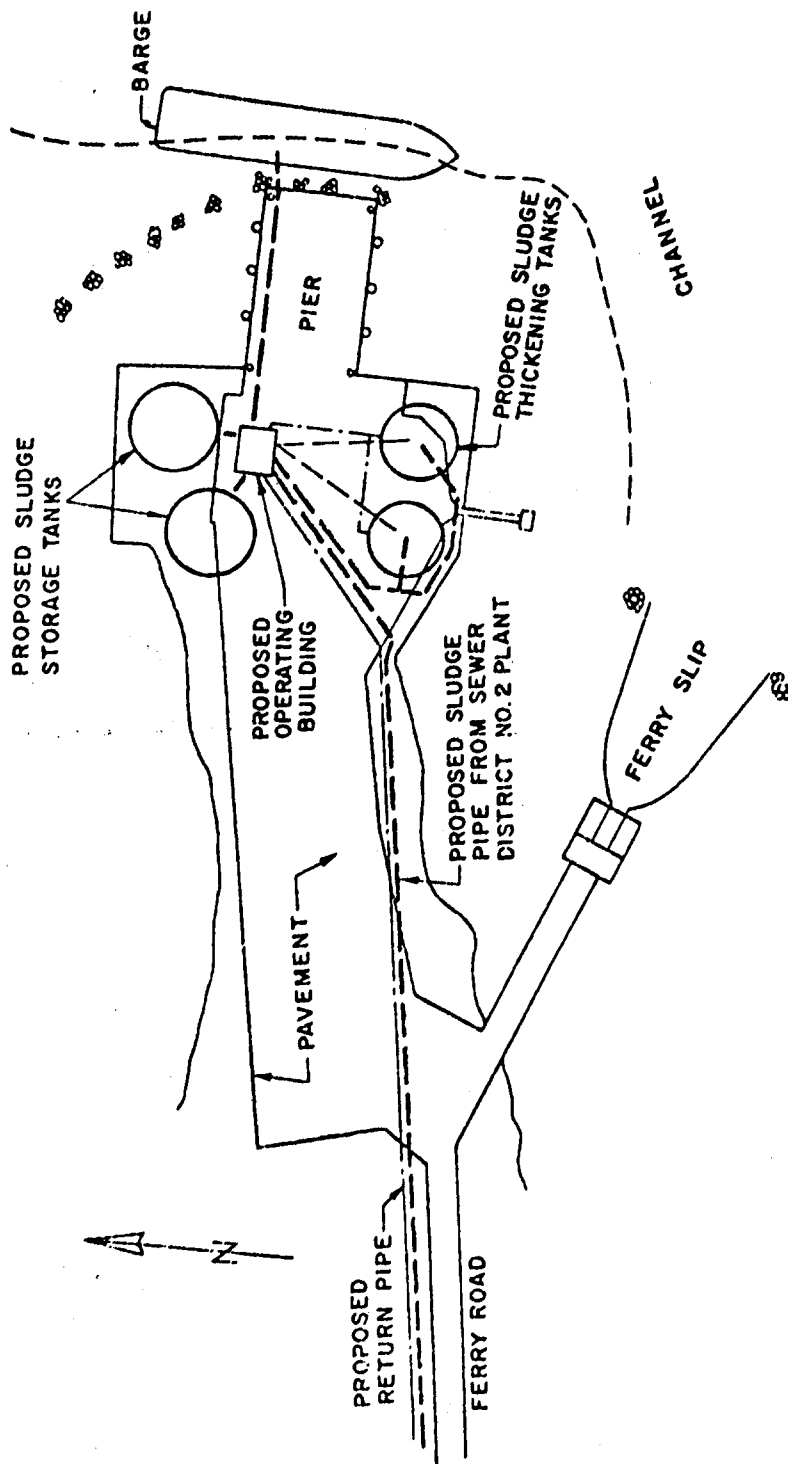 BARGE
PROPOSED SLUDGE
STORAGE TANKS
PIER
CHANNEL
PROPOSED SLUDGE
THICKENING TANKS
PROPOSED
OPERATING
BUILDING
PROPOSED SLUDGE
PIPE FROM SEWER
DISTRICT NO. 2 PLANT
FERRY SLIP
PAVEMENT
N
PROPOSED
RETURN PIPE
FERRY ROAD